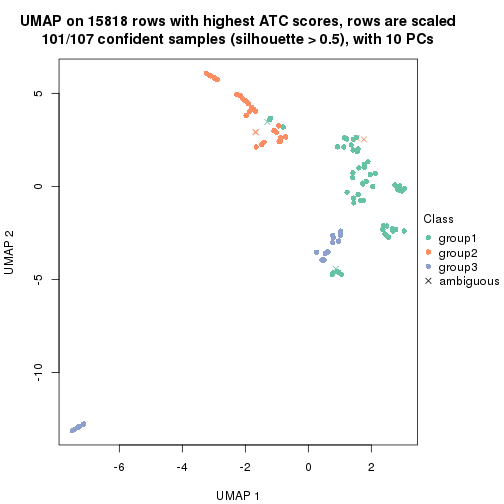 UMAP on 15818 rows with highest ATC scores, rows are scaled
101/107 confident samples (silhouette > 0.5), with 10 PCs
5
0
-5
-10
UMAP 2
-6
-4
-2
0
2
UMAP 1
Class
group1
group2
group3
ambiguous